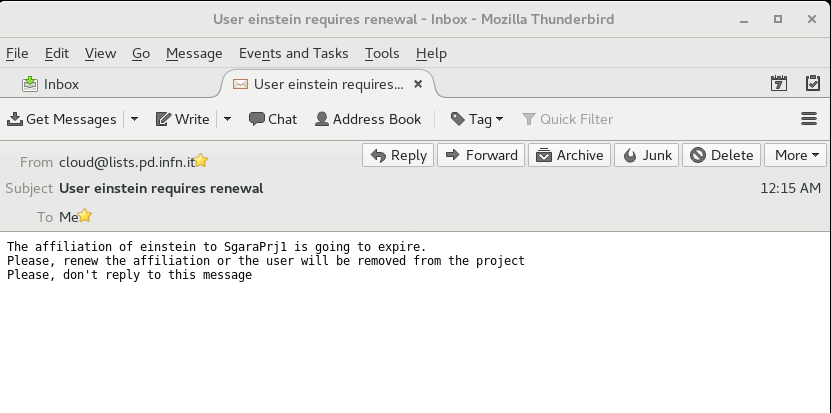 User einstein requires renewal - Inbox - Mozilla Thunderbird
File Edit View Go Message Events and Tasks Tools Help
Inbox User einstein requires... 7
Get Messages Write Chat Address Book Tag Quick Filter
From cloud@lists.pd.infn.it Reply Forward Archive Junk Delete More
Subject User einstein requires renewal 12:15 AM
To Me
The affiliation of einstein to SgaraPrj1 is going to expire.
Please, renew the affiliation or the user will be removed from the project
Please, don't reply to this message